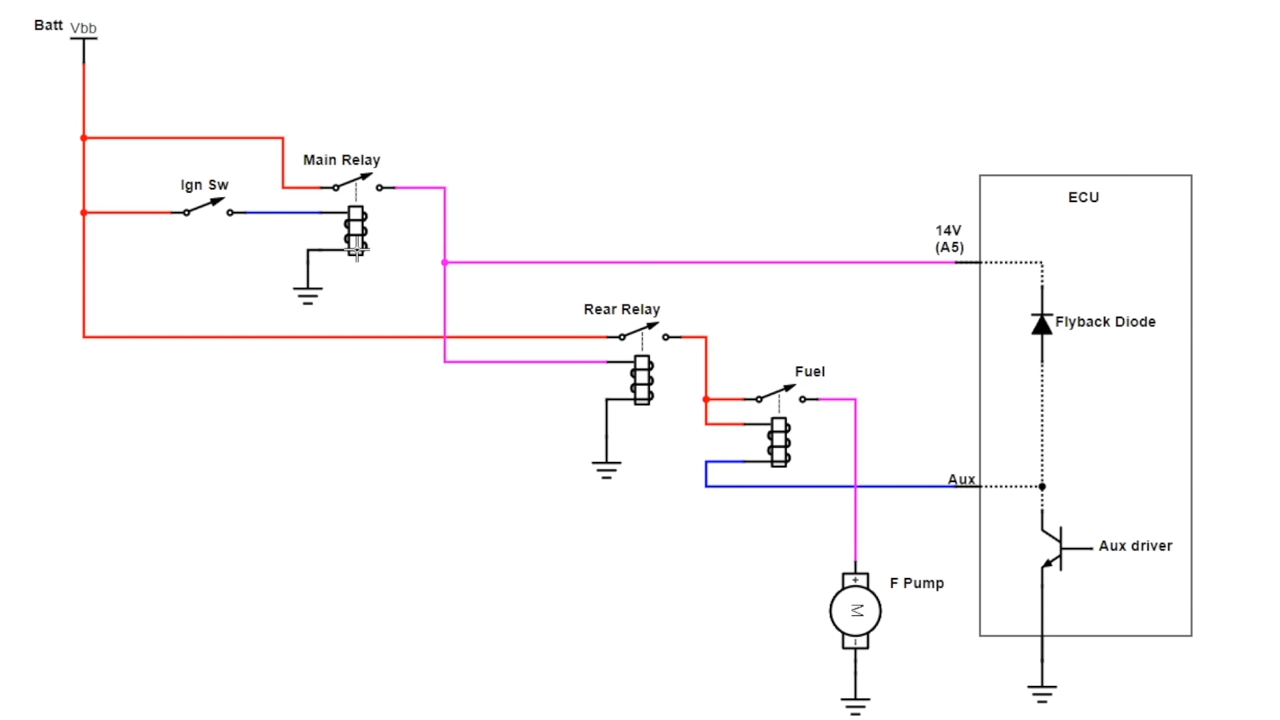 Batt Vbb
Main Relay
Ign Sw
ECU
14V
(A5)
Rear Relay
Flyback Diode
Fuel
Aux
Aux driver
+
F Pump
M
-